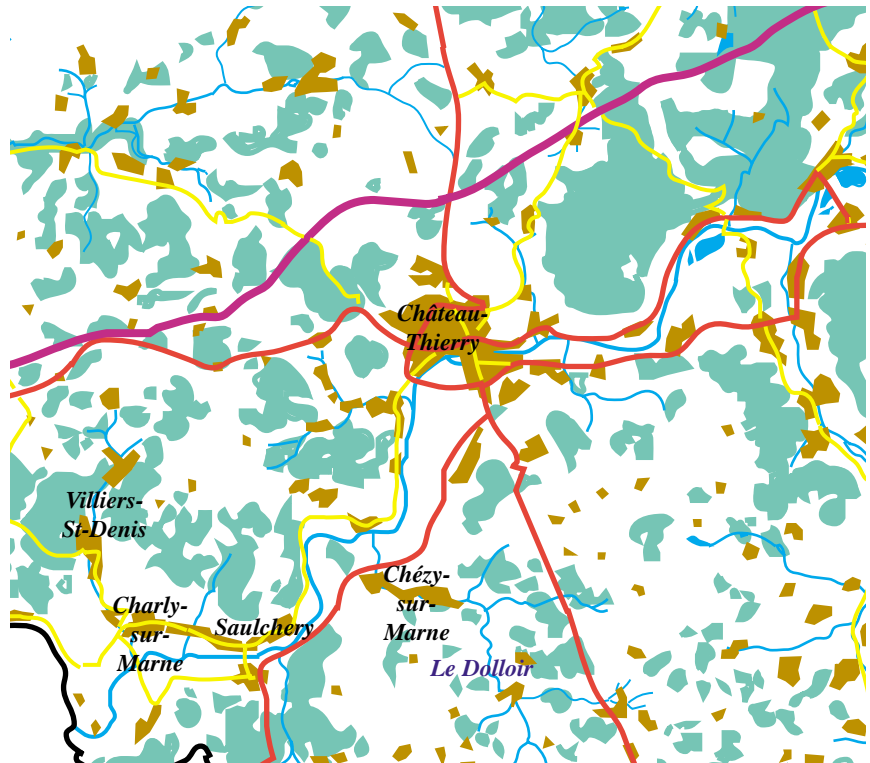 Château-
Thierry
Villiers-
St-Denis
Chézy-
sur-
Marne
Charly-
sur-
Marne
Saulchery
Le Dolloir